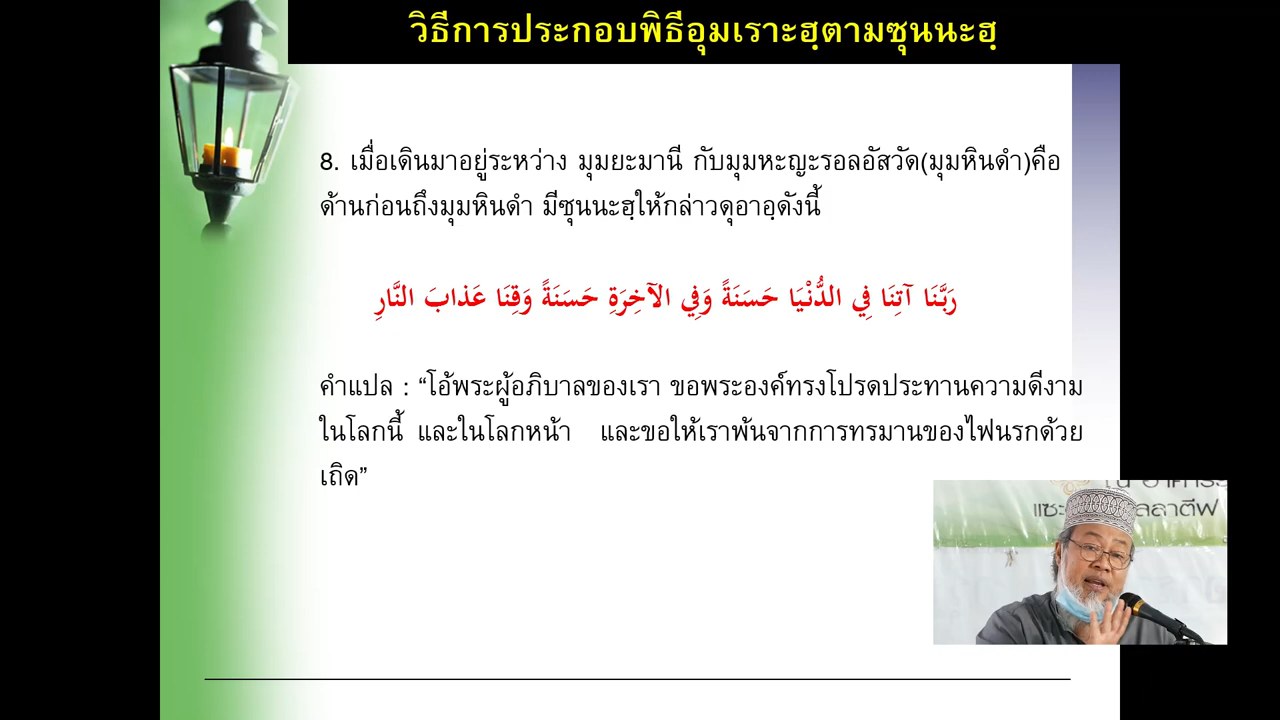 วิธีการประกอบพิธีอุมเราะฮฺตามซุนนะฮฺ
8. เมื่อเดินมาอยู่ระหว่าง มุมยะมานี กับมุมหะญะรอลอัสวัด(มุมหินดำ)คือ
ด้านก่อนถึงมุมหินดำ มีซุนนะฮฺให้กล่าวดุอาอฺดังนี้
رَبَّنَا آتِنَا فِي الدُّنْيَا حَسَنَةً وَفِي الآخِرَةِ حَسَنَةً وَقِنَا عَذابَ النَّارِ
คำแปล : “โอ้พระผู้อภิบาลของเรา ขอพระองค์ทรงโปรดประทานความดีงาม
ในโลกนี้ และในโลกหน้า และขอให้เราพ้นจากการทรมานของไฟนรกด้วย
เถิด”